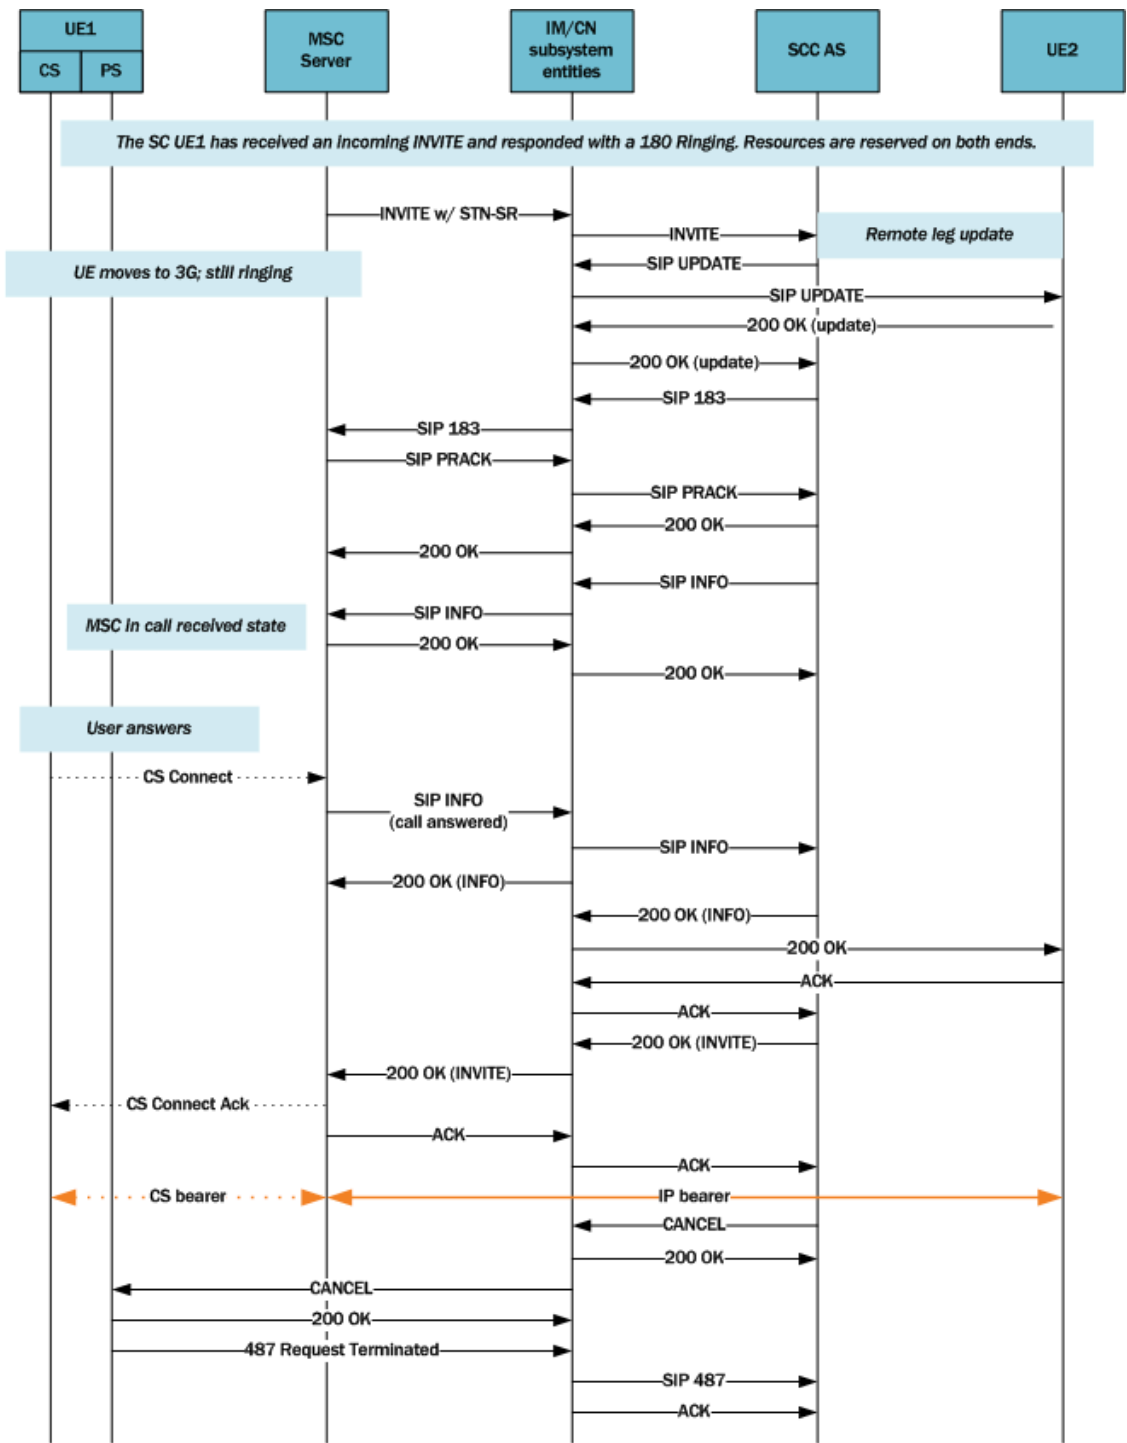 UE1
CS
PS
MSC
Server
IM/CN
subsystem
entities
SCC AS
UE2
The SC UE1 has received an incoming INVITE and responded with a 180 Ringing. Resources are reserved on both ends.
INVITE w/ STN-SR
INVITE
Remote leg update
SIP UPDATE
UE moves to 3G; still ringing
SIP UPDATE
200 OK (update)
200 OK (update)
SIP 183
SIP 183
SIP PRACK
SIP PRACK
200 OK
200 OK
SIP INFO
SIP INFO
MSC in call received state
200 OK
200 OK
User answers
CS Connect
SIP INFO
(call answered)
SIP INFO
200 OK (INFO)
200 OK (INFO)
200 OK
ACK
ACK
200 OK (INVITE)
200 OK (INVITE)
CS Connect Ack
ACK
ACK
CS bearer
IP bearer
CANCEL
200 OK
CANCEL
200 OK
487 Request Terminated
SIP 487
ACK